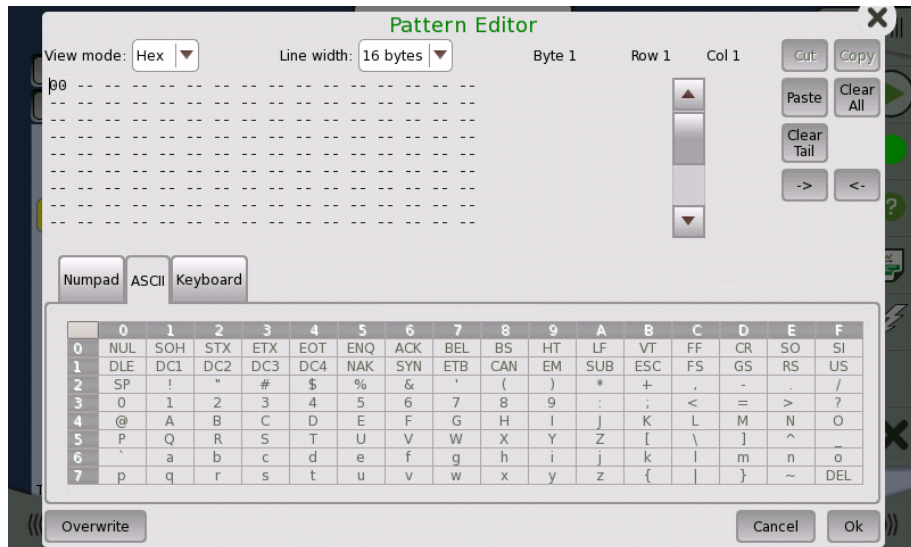 Pattern Editor
View mode: Hex Line width: 16 bytes Byte 1 Row 1 Col 1 Cut Copy
00 -- -- -- -- -- -- -- -- -- -- -- -- -- -- --
-- -- -- -- -- -- -- -- -- -- -- -- -- -- -- --
-- -- -- -- -- -- -- -- -- -- -- -- -- -- -- --
-- -- -- -- -- -- -- -- -- -- -- -- -- -- -- --
-- -- -- -- -- -- -- -- -- -- -- -- -- -- -- --
-- -- -- -- -- -- -- -- -- -- -- -- -- -- -- --
-- -- -- -- -- -- -- -- -- -- -- -- -- -- -- --
-- -- -- -- -- -- -- -- -- -- -- -- -- -- -- --
Paste Clear All
Clear Tail
-> <-
Numpad ASCII Keyboard
0 1 2 3 4 5 6 7 8 9 A B C D E F
0 NUL SOH STX ETX EOT ENQ ACK BEL BS HT LF VT FF CR SO SI
1 DLE DC1 DC2 DC3 DC4 NAK SYN ETB CAN EM SUB ESC FS GS RS US
2 SP ! " # $ % & ' ( ) * + , - . /
3 0 1 2 3 4 5 6 7 8 9 : ; < = > ?
4 @ A B C D E F G H I J K L M N O
5 P Q R S T U V W X Y Z [ \ ] ^ _
6 ` a b c d e f g h i j k l m n o
7 p q r s t u v w x y z { | } ~ DEL
Overwrite Cancel Ok